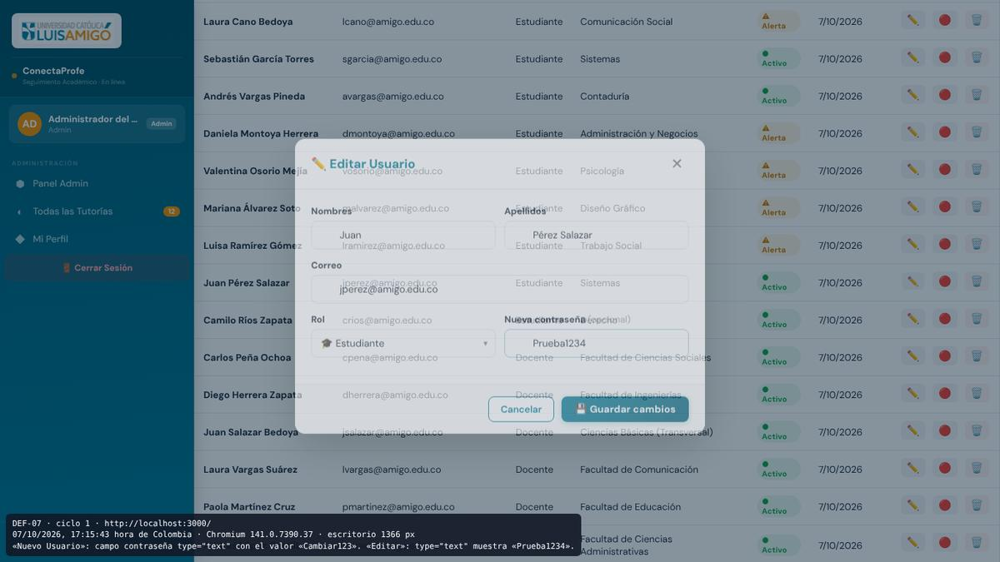 UNIVERSIDAD CATÓLICA
LUISAMIGO
ConectaProfe
Seguimiento Académico · En línea
AD
Administrador del ...
Admin
Admin
ADMINISTRACIÓN
Panel Admin
Todas las Tutorías 12
Mi Perfil
Cerrar Sesión
Laura Cano Bedoya lcano@amigo.edu.co Estudiante Comunicación Social Alerta 7/10/2026
Sebastián García Torres sgarcia@amigo.edu.co Estudiante Sistemas Activo 7/10/2026
Andrés Vargas Pineda avargas@amigo.edu.co Estudiante Contaduría Activo 7/10/2026
Daniela Montoya Herrera dmontoya@amigo.edu.co Estudiante Administración y Negocios Alerta 7/10/2026
Valentina Osorio Mejía vosorio@amigo.edu.co Estudiante Psicología Alerta 7/10/2026
Mariana Álvarez Soto malvarez@amigo.edu.co Estudiante Diseño Gráfico Alerta 7/10/2026
Luisa Ramírez Gómez lramirez@amigo.edu.co Estudiante Trabajo Social Alerta 7/10/2026
Juan Pérez Salazar jperez@amigo.edu.co Estudiante Sistemas Activo 7/10/2026
Camilo Ríos Zapata crios@amigo.edu.co Activo 7/10/2026
Carlos Peña Ochoa cpena@amigo.edu.co Docente Facultad de Ciencias Sociales Activo 7/10/2026
Diego Herrera Zapata dherrera@amigo.edu.co Docente Facultad de Ingenierías Activo 7/10/2026
Juan Salazar Bedoya jsalazar@amigo.edu.co Docente Ciencias Básicas (Transversal) Activo 7/10/2026
Laura Vargas Suárez lvargas@amigo.edu.co Docente Facultad de Comunicación Activo 7/10/2026
Paola Martínez Cruz pmartinez@amigo.edu.co Docente Facultad de Educación Activo 7/10/2026
Facultad de Ciencias
Administrativas Activo 7/10/2026
Editar Usuario
Nombres Apellidos
Juan Pérez Salazar
Correo
jperez@amigo.edu.co
Rol Nueva contraseña (opcional)
Estudiante Prueba1234
Cancelar Guardar cambios
DEF-07 · ciclo 1 · http://localhost:3000/
07/10/2026, 17:15:43 hora de Colombia · Chromium 141.0.7390.37 · escritorio 1366 px
«Nuevo Usuario»: campo contraseña type="text" con el valor «Cambiar123». «Editar»: type="text" muestra «Prueba1234».